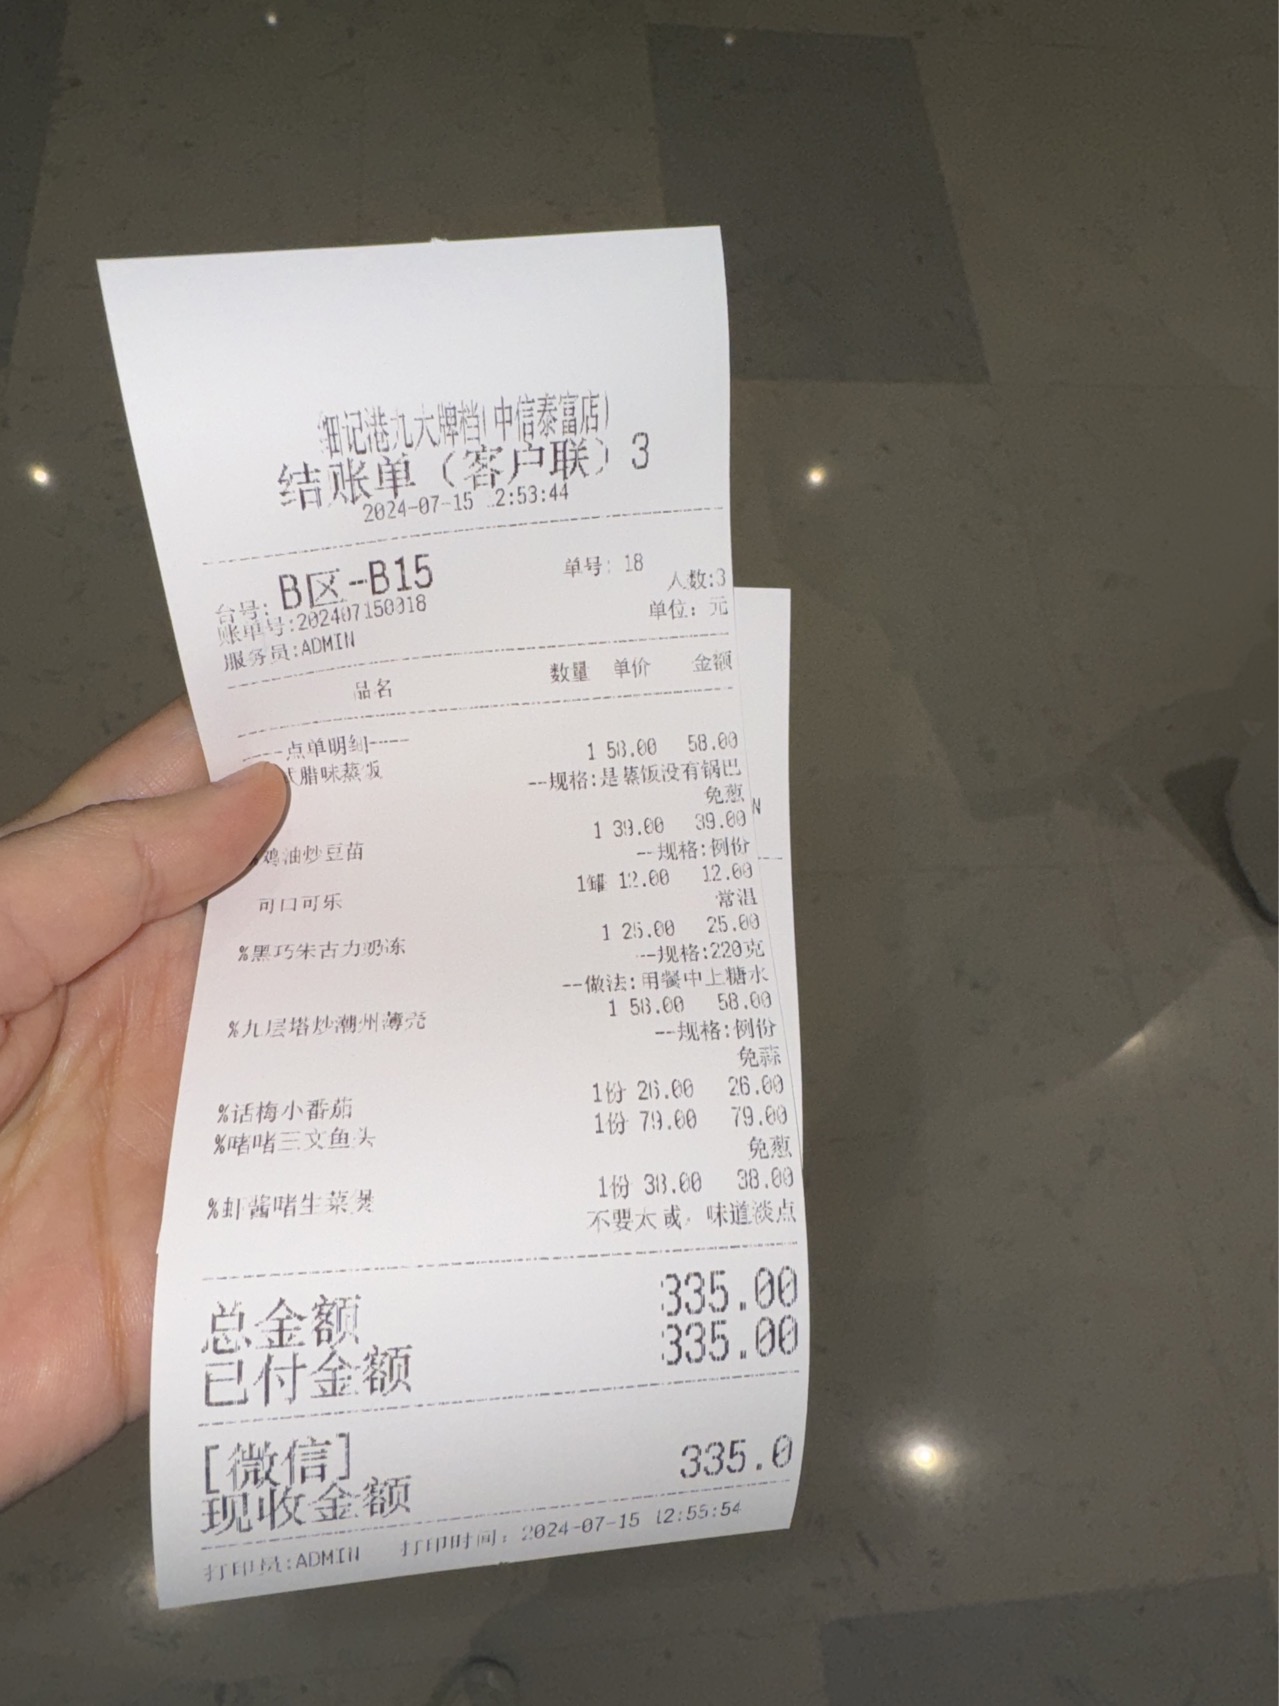 细记港九大牌档(中信泰富店)
结账单（客户联）3
2024-07-15 2:53:44
台号: B区-B15 单号: 18
账单号:202407150018 人数:3
服务员:ADMIN 单位: 元
品名 数量 单价 金额
----点单明细----
式腊味蒸饭 1 58.00 58.00
--规格:是蒸饭没有锅巴
免葱
鸡油炒豆苗 1 39.00 39.00
--规格:例份
可口可乐 1罐 12.00 12.00
常温
%黑巧朱古力奶冻 1 25.00 25.00
--规格:220克
--做法:用餐中上糖水
%九层塔炒潮州薄壳 1 58.00 58.00
--规格:例份
免蒜
%话梅小番茄 1份 26.00 26.00
%啫啫三文鱼头 1份 79.00 79.00
免葱
%虾酱啫生菜煲 1份 38.00 38.00
不要太咸，味道淡点
总金额 335.00
已付金额 335.00
[微信]
现收金额 335.0
打印员:ADMIN 打印时间: 2024-07-15 12:55:54
N